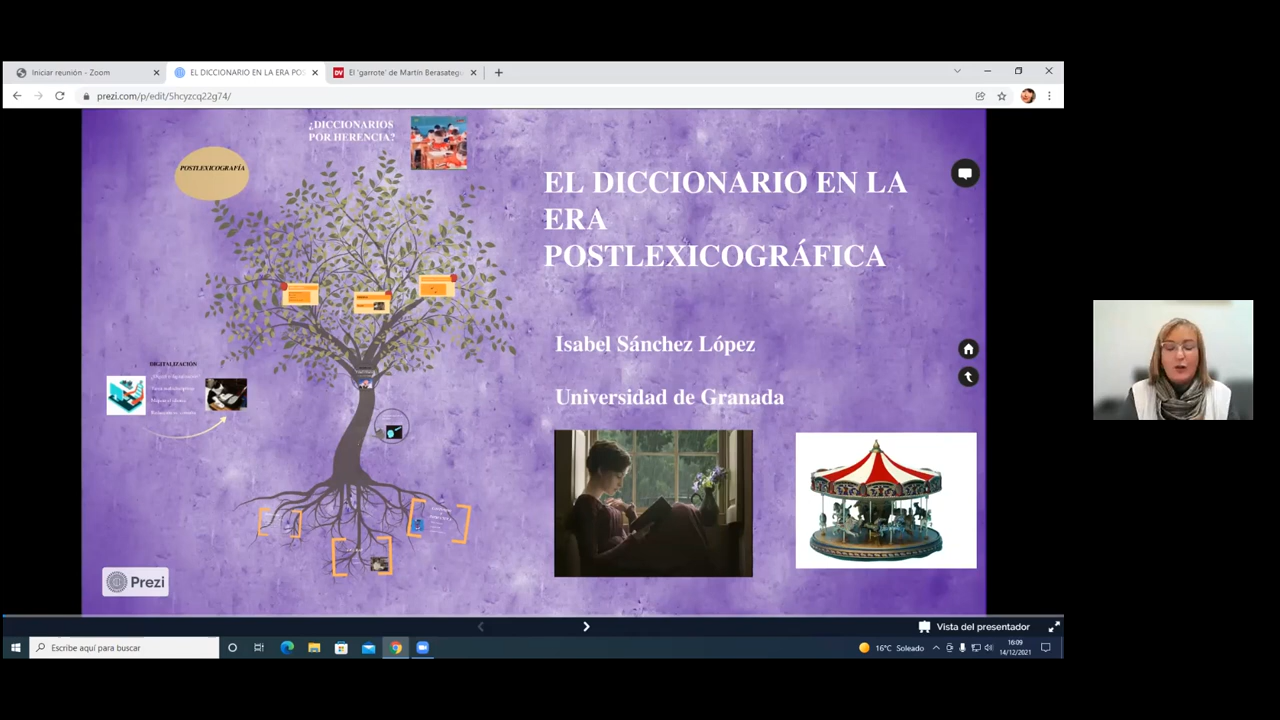 Iniciar reunión - Zoom
EL DICCIONARIO EN LA ERA POS
El 'garrote' de Martín Berasategu
prezi.com/p/edit/5hcyzcq22g74/
¿DICCIONARIOS
POR HERENCIA?
POSTLEXICOGRAFÍA
EL DICCIONARIO EN LA
ERA
POSTLEXICOGRÁFICA
Isabel Sánchez López
Universidad de Granada
DIGITALIZACIÓN
Prezi
Vista del presentador
Escribe aquí para buscar
16°C Soleado
16:09
14/12/2021